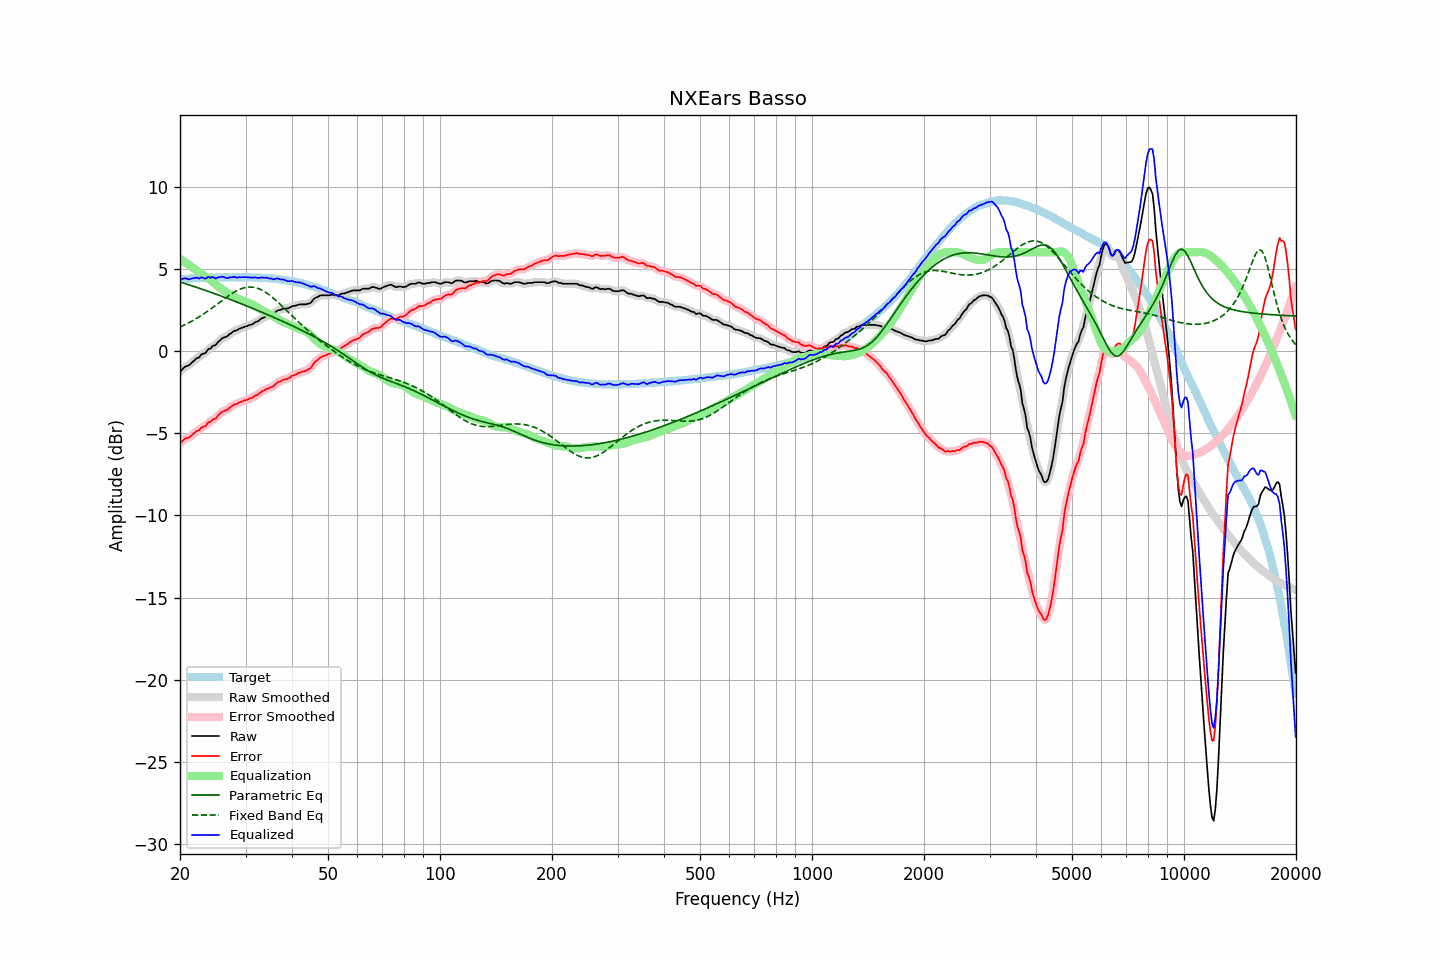 NXEars Basso
Amplitude (dBr)
10
5
0
−5
−10
−15
−20
−25
−30
Target
Raw Smoothed
Error Smoothed
Raw
Error
Equalization
Parametric Eq
Fixed Band Eq
Equalized
20 50 100 200 500 1000 2000 5000 10000 20000
Frequency (Hz)